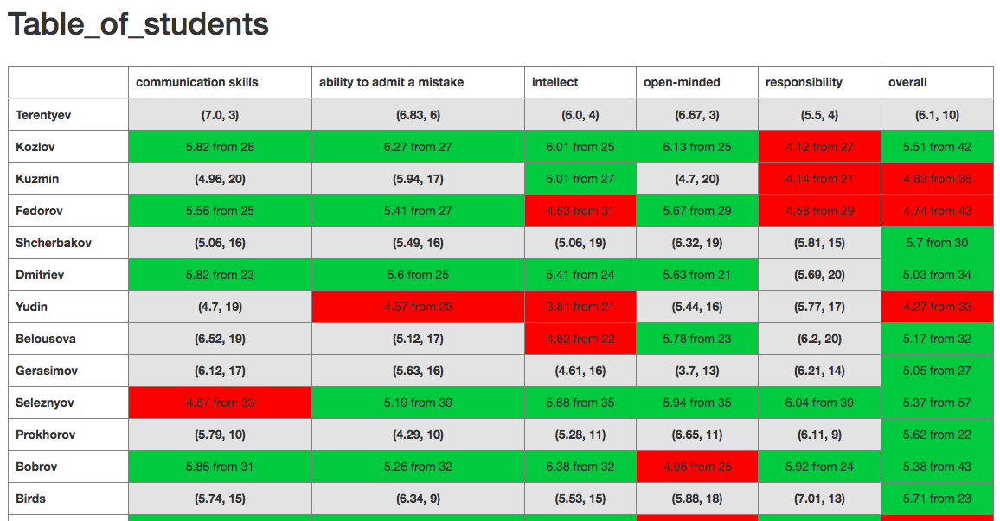 Table_of_students
communication skills ability to admit a mistake intellect open-minded responsibility overall
Terentyev (7.0, 3) (6.83, 6) (6.0, 4) (6.67, 3) (5.5, 4) (6.1, 10)
Kozlov 5.82 from 28 6.27 from 27 6.01 from 25 6.13 from 25 4.12 from 27 5.51 from 42
Kuzmin (4.96, 20) (5.94, 17) 5.01 from 27 (4.7, 20) 4.14 from 21 4.83 from 35
Fedorov 5.56 from 25 5.41 from 27 4.53 from 31 5.67 from 29 4.58 from 29 4.74 from 43
Shcherbakov (5.06, 16) (5.49, 16) (5.06, 19) (6.32, 19) (5.81, 15) 5.7 from 30
Dmitriev 5.82 from 23 5.6 from 25 5.41 from 24 5.63 from 21 (5.69, 20) 5.03 from 34
Yudin (4.7, 19) 4.57 from 23 3.81 from 21 (5.44, 16) (5.77, 17) 4.27 from 33
Belousova (6.52, 19) (5.12, 17) 4.62 from 22 5.78 from 23 (6.2, 20) 5.17 from 32
Gerasimov (6.12, 17) (5.63, 16) (4.61, 16) (3.7, 13) (6.21, 14) 5.05 from 27
Seleznyov 4.67 from 33 5.19 from 39 5.68 from 35 5.94 from 35 6.04 from 39 5.37 from 57
Prokhorov (5.79, 10) (4.29, 10) (5.28, 11) (6.65, 11) (6.11, 9) 5.62 from 22
Bobrov 5.86 from 31 5.26 from 32 6.38 from 32 4.96 from 25 5.92 from 24 5.38 from 43
Birds (5.74, 15) (6.34, 9) (5.53, 15) (5.88, 18) (7.01, 13) 5.71 from 23